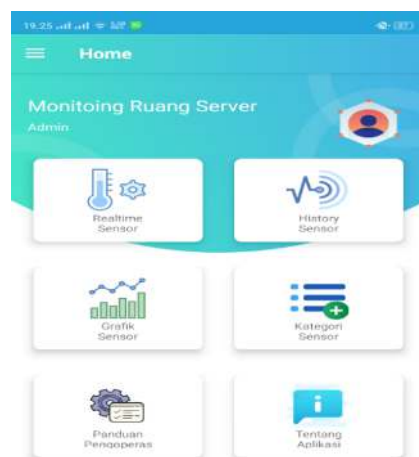 19.25
Home
Monitoing Ruang Server
Admin
Realtime
Sensor
History
Sensor
Grafik
Sensor
Kategori
Sensor
Panduan
Pengoperas
Tentang
Aplikasi